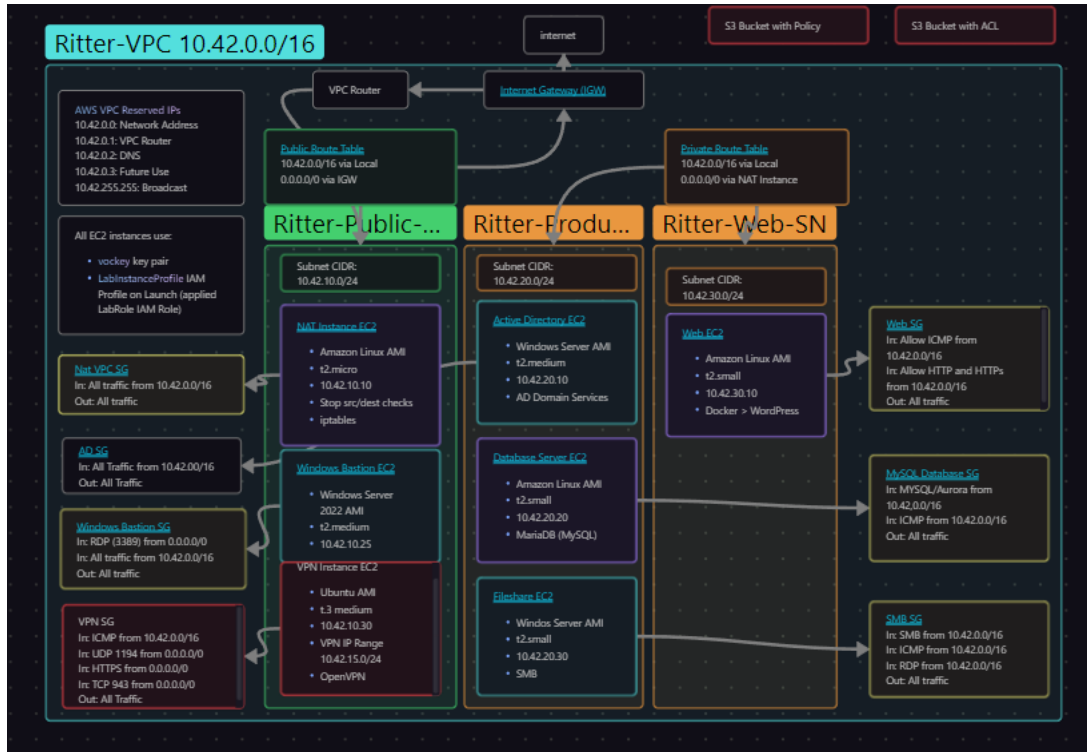 S3 Bucket with Policy
S3 Bucket with ACL
Ritter-VPC 10.42.0.0/16
internet
VPC Router
Internet Gateway (IGW)
AWS VPC Reserved IPs
10.42.0.0: Network Address
10.42.0.1: VPC Router
10.42.0.2: DNS
10.42.0.3: Future Use
10.42.255.255: Broadcast
Public Route Table
10.42.0.0/16 via Local
0.0.0.0/0 via IGW
Private Route Table
10.42.0.0/16 via Local
0.0.0.0/0 via NAT Instance
All EC2 instances use:
• vockey key pair
• LabInstanceProfile IAM
Profile on Launch (applied
LabRole IAM Role)
Ritter-Public-...
Subnet CIDR:
10.42.10.0/24
NAT Instance EC2
• Amazon Linux AMI
• t2.micro
• 10.42.10.10
• Stop src/dest checks
• iptables
Windows Bastion EC2
• Windows Server
2022 AMI
• t2.medium
• 10.42.10.25
VPN Instance EC2
• Ubuntu AMI
• t.3 medium
• 10.42.10.30
• VPN IP Range
10.42.15.0/24
• OpenVPN
Ritter-Produ...
Subnet CIDR:
10.42.20.0/24
Active Directory EC2
• Windows Server AMI
• t2.medium
• 10.42.20.10
• AD Domain Services
Database Server EC2
• Amazon Linux AMI
• t2.small
• 10.42.20.20
• MariaDB (MySQL)
Fileshare EC2
• Windos Server AMI
• t2.small
• 10.42.20.30
• SMB
Ritter-Web-SN
Subnet CIDR:
10.42.30.0/24
Web EC2
• Amazon Linux AMI
• t2.small
• 10.42.30.10
• Docker > WordPress
Nat VPC SG
In: All traffic from 10.42.0.0/16
Out: All traffic
AD SG
In: All Traffic from 10.42.00/16
Out: All Traffic
Windows Bastion SG
In: RDP (3389) from 0.0.0.0/0
In: All traffic from 10.42.0.0/16
Out: All traffic
VPN SG
In: ICMP from 10.42.0.0/16
In: UDP 1194 from 0.0.0.0/0
In: HTTPS from 0.0.0.0/0
In: TCP 943 from 0.0.0.0/0
Out: All Traffic
Web SG
In: Allow ICMP from
10.42.0.0/16
In: Allow HTTP and HTTPs
from 10.42.0.0/16
Out: All traffic
MySQL Database SG
In: MYSQL/Aurora from
10.42.0.0/16
In: ICMP from 10.42.0.0/16
Out: All traffic
SMB SG
In: SMB from 10.42.0.0/16
In: ICMP from 10.42.0.0/16
In: RDP from 10.42.0.0/16
Out: All traffic